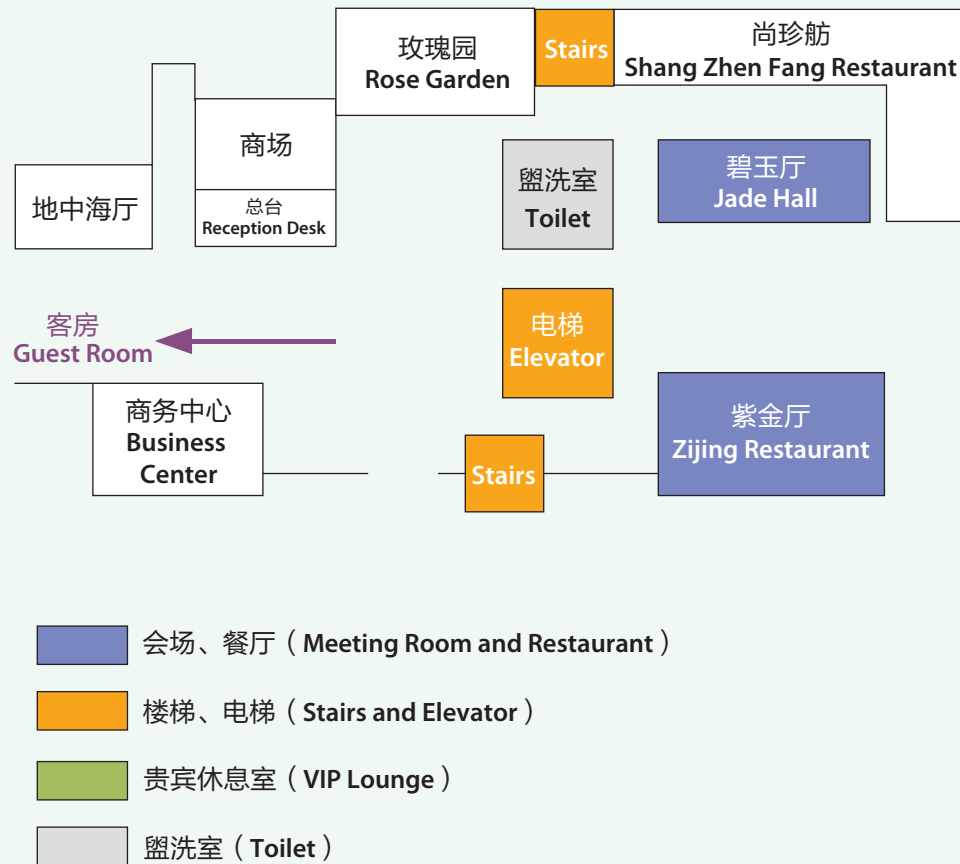 玫瑰园
Rose Garden
Stairs
尚珍舫
Shang Zhen Fang Restaurant
商场
总台
Reception Desk
地中海厅
盥洗室
Toilet
碧玉厅
Jade Hall
客房
Guest Room
电梯
Elevator
商务中心
Business
Center
Stairs
紫金厅
Zijing Restaurant
会场、餐厅（Meeting Room and Restaurant）
楼梯、电梯（Stairs and Elevator）
贵宾休息室（VIP Lounge）
盥洗室（Toilet）